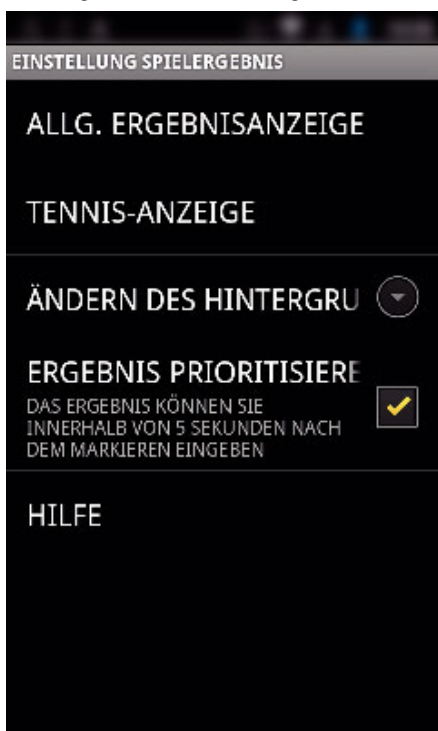 EINSTELLUNG SPIELERGEBNIS
ALLG. ERGEBNISANZEIGE
TENNIS-ANZEIGE
ÄNDERN DES HINTERGRU
ERGEBNIS PRIORITISIERE
DAS ERGEBNIS KÖNNEN SIE
INNERHALB VON 5 SEKUNDEN NACH
DEM MARKIEREN EINGEBEN
HILFE